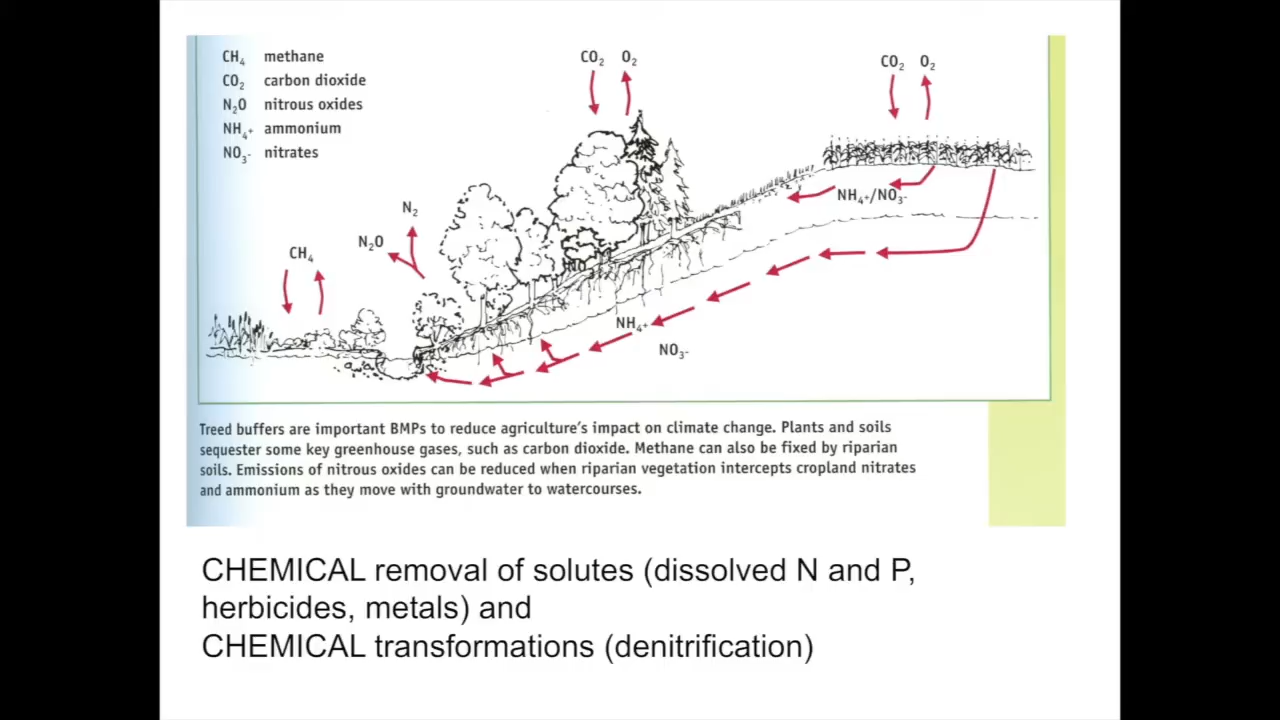 CH₄ methane
CO₂ carbon dioxide
N₂O nitrous oxides
NH₄+ ammonium
NO₃- nitrates
CO₂ O₂
CO₂ O₂
NH₄+/NO₃-
N₂
N₂O
CH₄
NH₄+
NO₃-
Treed buffers are important BMPs to reduce agriculture's impact on climate change. Plants and soils
sequester some key greenhouse gases, such as carbon dioxide. Methane can also be fixed by riparian
soils. Emissions of nitrous oxides can be reduced when riparian vegetation intercepts cropland nitrates
and ammonium as they move with groundwater to watercourses.
CHEMICAL removal of solutes (dissolved N and P,
herbicides, metals) and
CHEMICAL transformations (denitrification)